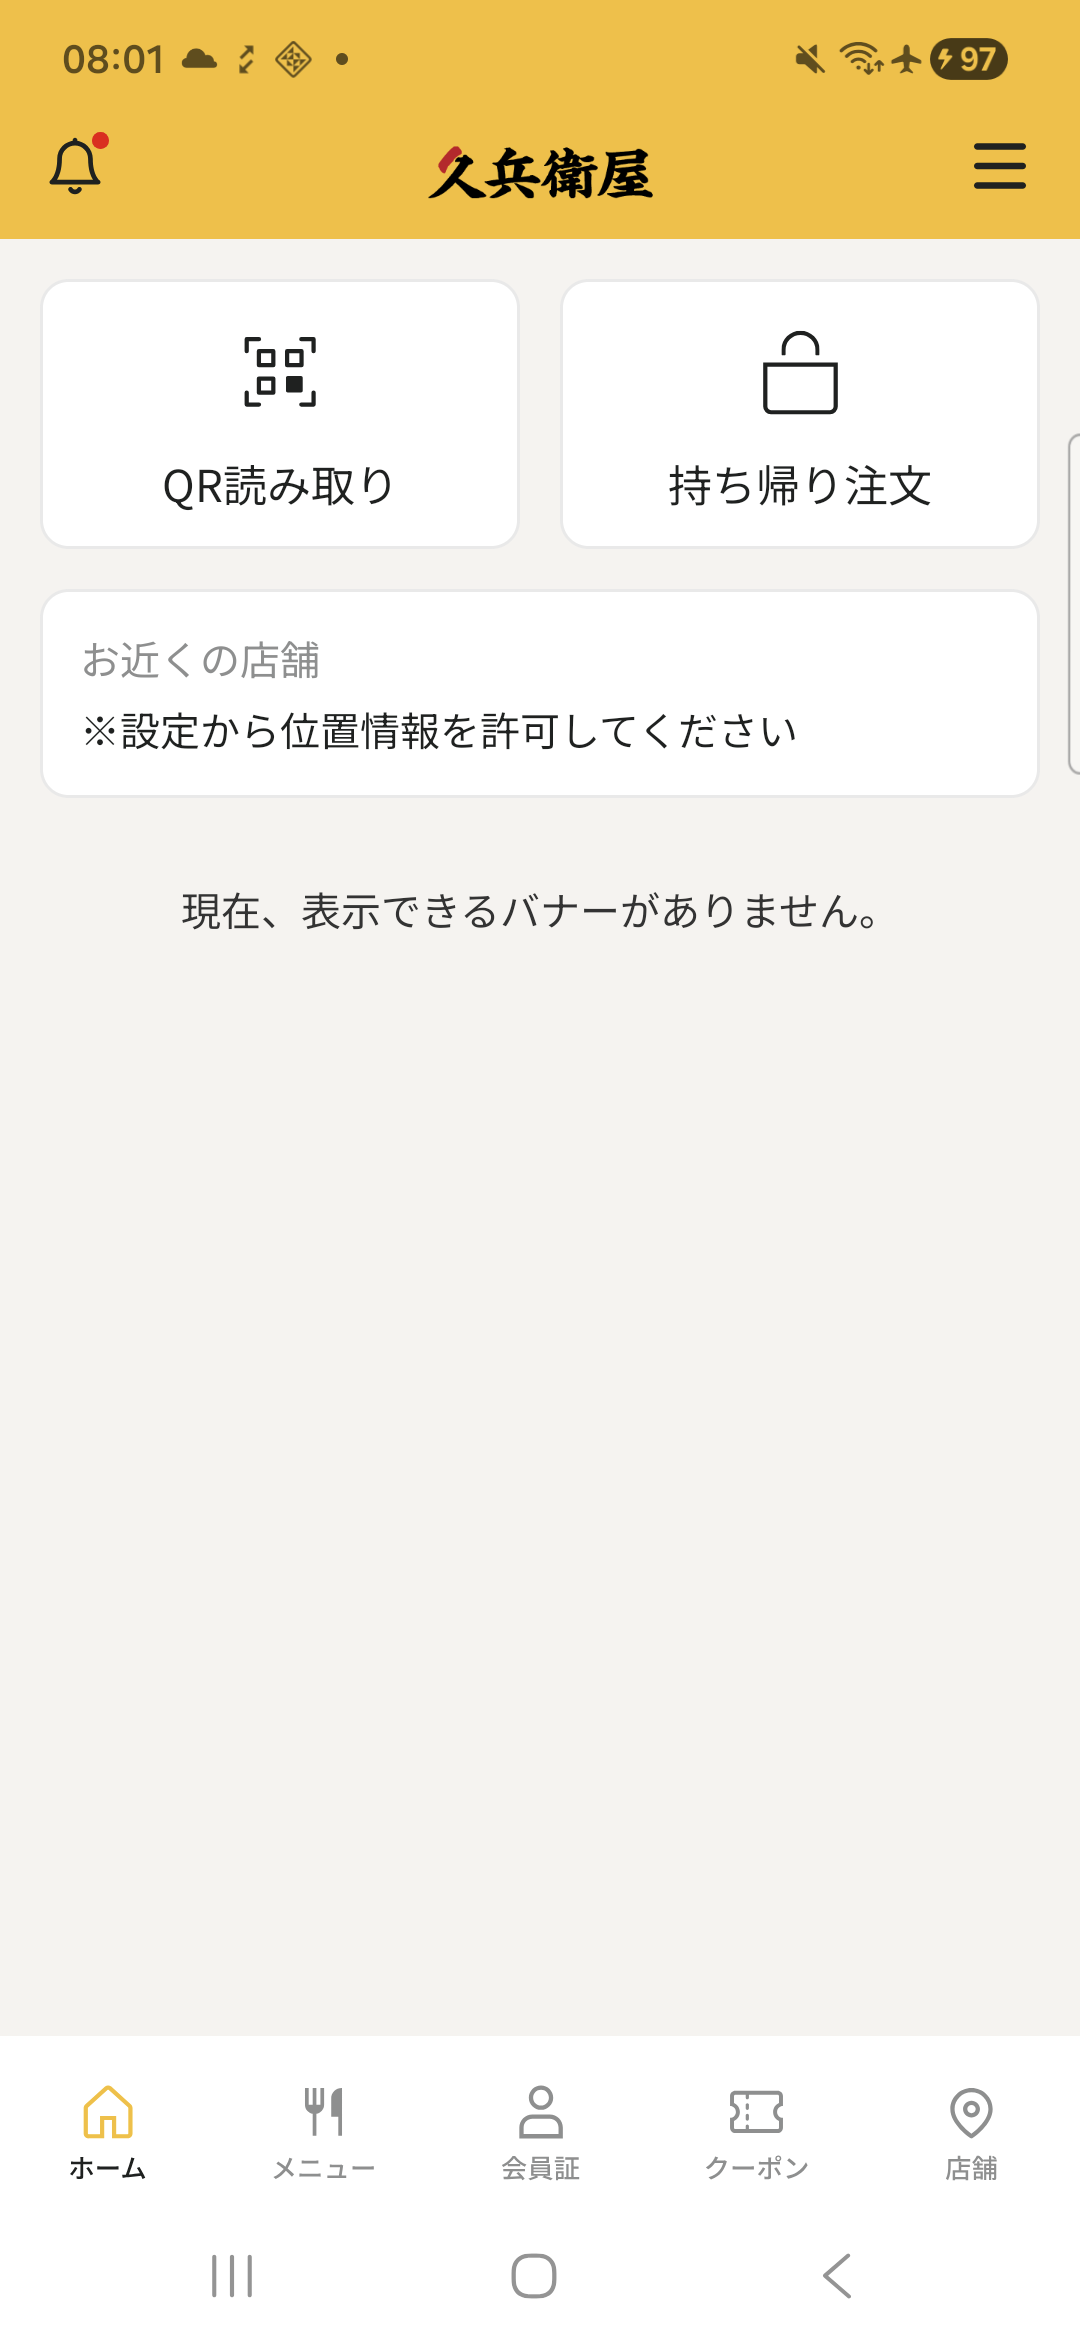 08:01
97
久兵衛屋
QR読み取り
持ち帰り注文
お近くの店舗
※設定から位置情報を許可してください
現在、表示できるバナーがありません。
ホーム
メニュー
会員証
クーポン
店舗